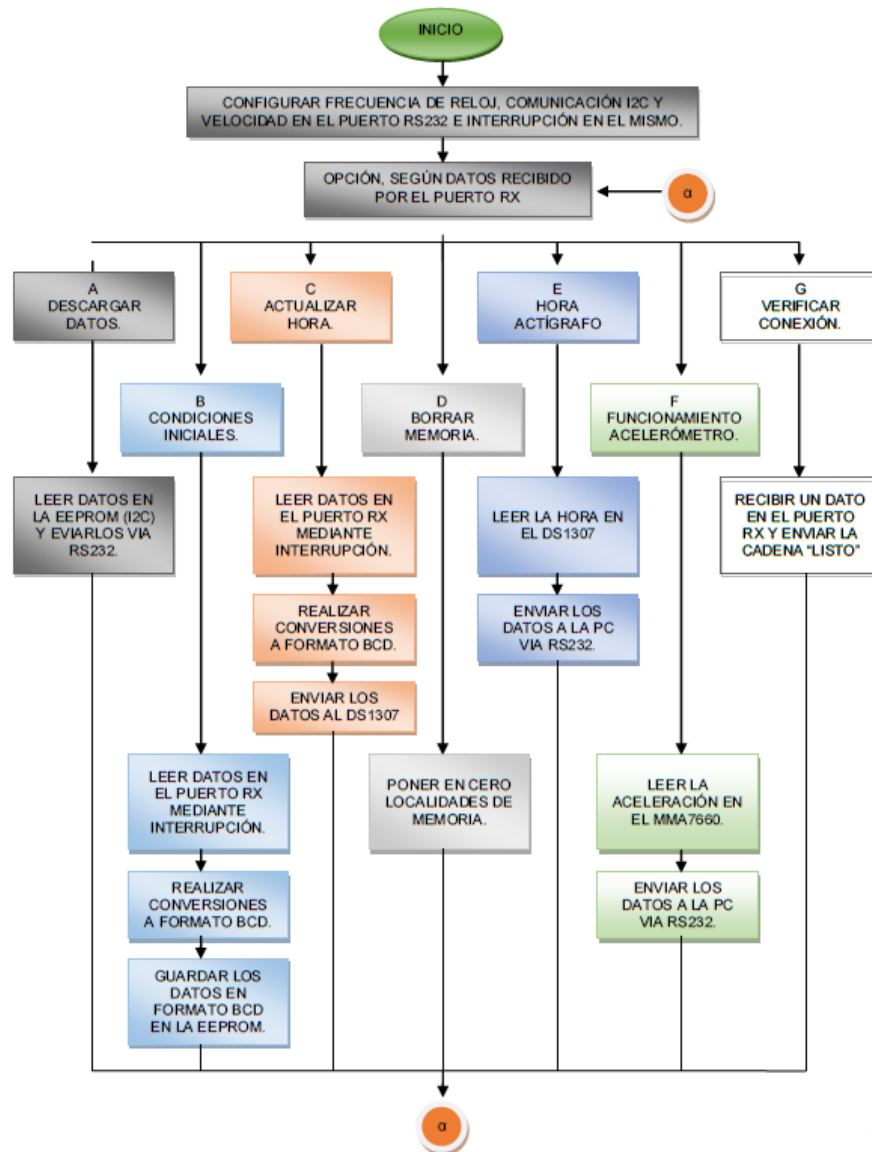 INICIO
CONFIGURAR FRECUENCIA DE RELOJ, COMUNICACIÓN I2C Y
VELOCIDAD EN EL PUERTO RS232 E INTERRUPCIÓN EN EL MISMO.
OPCIÓN, SEGÚN DATOS RECIBIDO
POR EL PUERTO RX
α
A
DESCARGAR
DATOS.
C
ACTUALIZAR
HORA.
E
HORA
ACTÍGRAFO
G
VERIFICAR
CONEXIÓN.
B
CONDICIONES
INICIALES.
D
BORRAR
MEMORIA.
F
FUNCIONAMIENTO
ACELERÓMETRO.
LEER DATOS EN
LA EEPROM (I2C)
Y EVIARLOS VIA
RS232.
LEER DATOS EN
EL PUERTO RX
MEDIANTE
INTERRUPCIÓN.
LEER LA HORA EN
EL DS1307
RECIBIR UN DATO
EN EL PUERTO
RX Y ENVIAR LA
CADENA “LISTO”
REALIZAR
CONVERSIONES
A FORMATO BCD.
ENVIAR LOS
DATOS A LA PC
VIA RS232.
ENVIAR LOS
DATOS AL DS1307
LEER DATOS EN
EL PUERTO RX
MEDIANTE
INTERRUPCIÓN.
PONER EN CERO
LOCALIDADES DE
MEMORIA.
LEER LA
ACELERACIÓN EN
EL MMA7660.
REALIZAR
CONVERSIONES
A FORMATO BCD.
ENVIAR LOS
DATOS A LA PC
VIA RS232.
GUARDAR LOS
DATOS EN
FORMATO BCD
EN LA EEPROM.
α